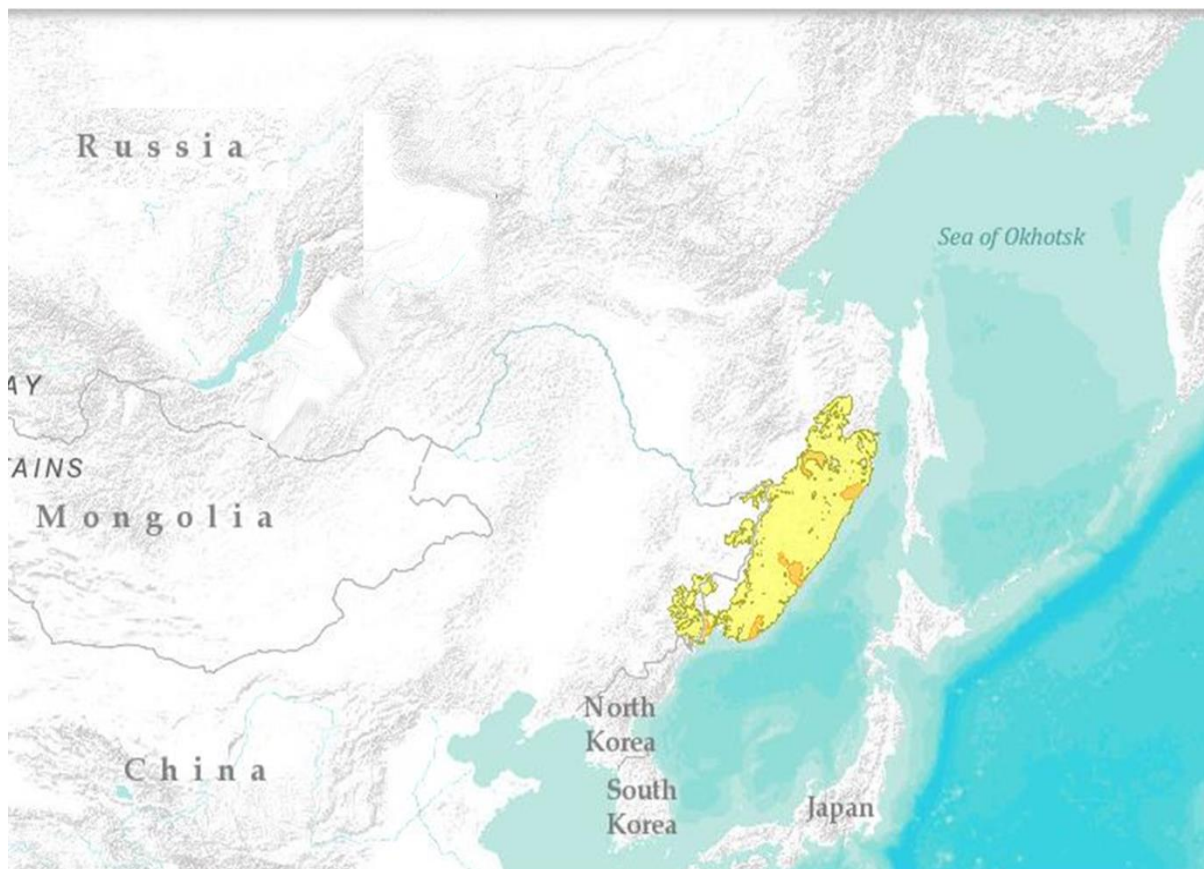 Russia
Sea of Okhotsk
AY
AINS
Mongolia
North
Korea
China
South
Korea
Japan